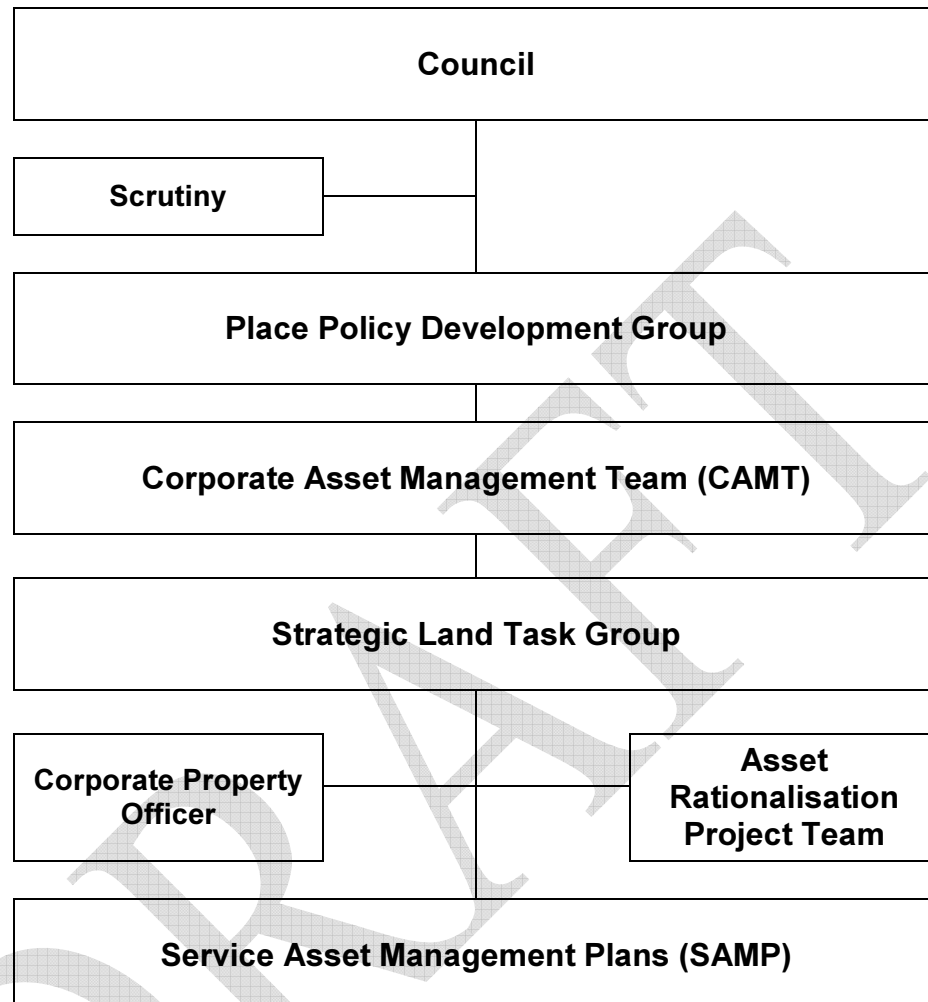 Council
Scrutiny
Place Policy Development Group
Corporate Asset Management Team (CAMT)
Strategic Land Task Group
Corporate Property
Officer
Asset
Rationalisation
Project Team
Service Asset Management Plans (SAMP)
DRAFT